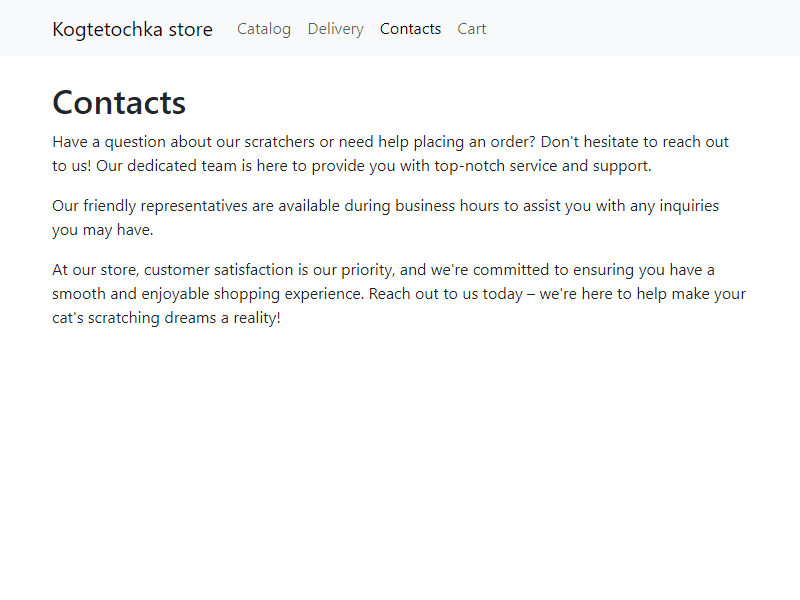 Kogtetochka store Catalog Delivery Contacts Cart
Contacts
Have a question about our scratchers or need help placing an order? Don't hesitate to reach out
to us! Our dedicated team is here to provide you with top-notch service and support.
Our friendly representatives are available during business hours to assist you with any inquiries
you may have.
At our store, customer satisfaction is our priority, and we're committed to ensuring you have a
smooth and enjoyable shopping experience. Reach out to us today – we're here to help make your
cat's scratching dreams a reality!